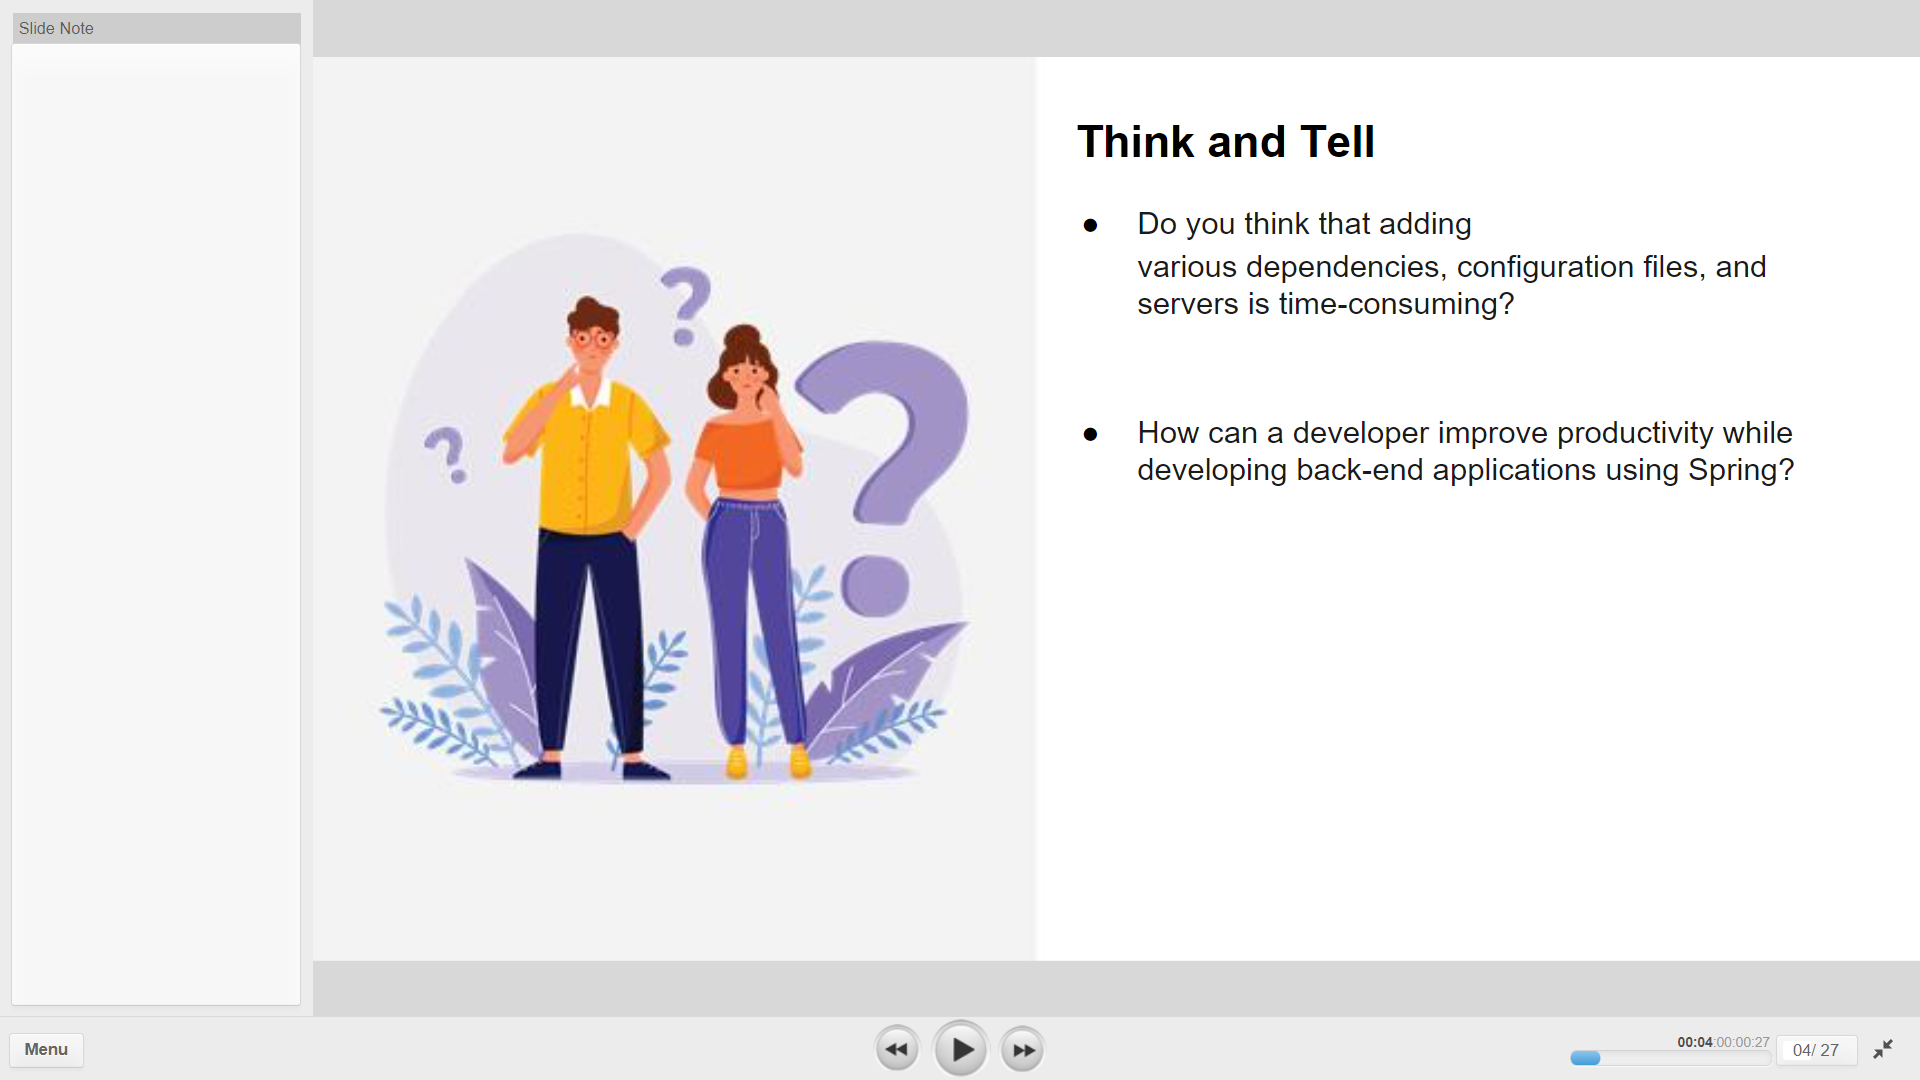 Slide Note
Think and Tell
● Do you think that adding
various dependencies, configuration files, and
servers is time-consuming?
● How can a developer improve productivity while
developing back-end applications using Spring?
Menu
00:04:00:00:27
04/ 27